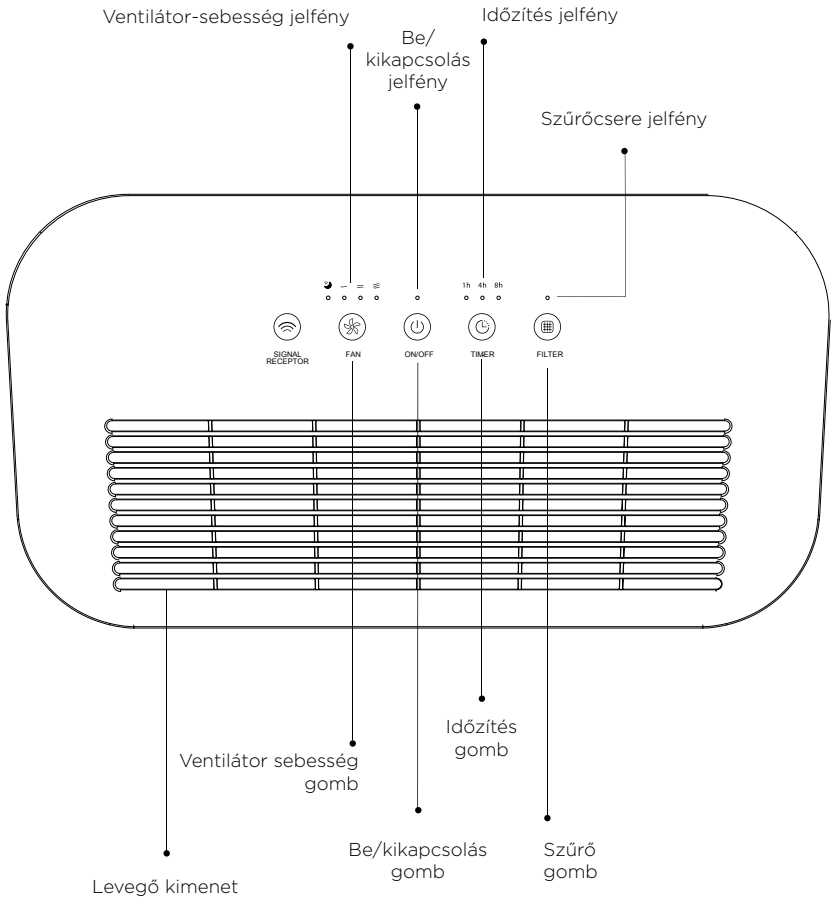 Ventilátor-sebesség jelfény
Időzítés jelfény
Be/
kikapcsolás
jelfény
Szűrőcsere jelfény
1h 4h 8h
SIGNAL
RECEPTOR
FAN
ON/OFF
TIMER
FILTER
Időzítés
gomb
Ventilátor sebesség
gomb
Be/kikapcsolás
gomb
Szűrő
gomb
Levegő kimenet